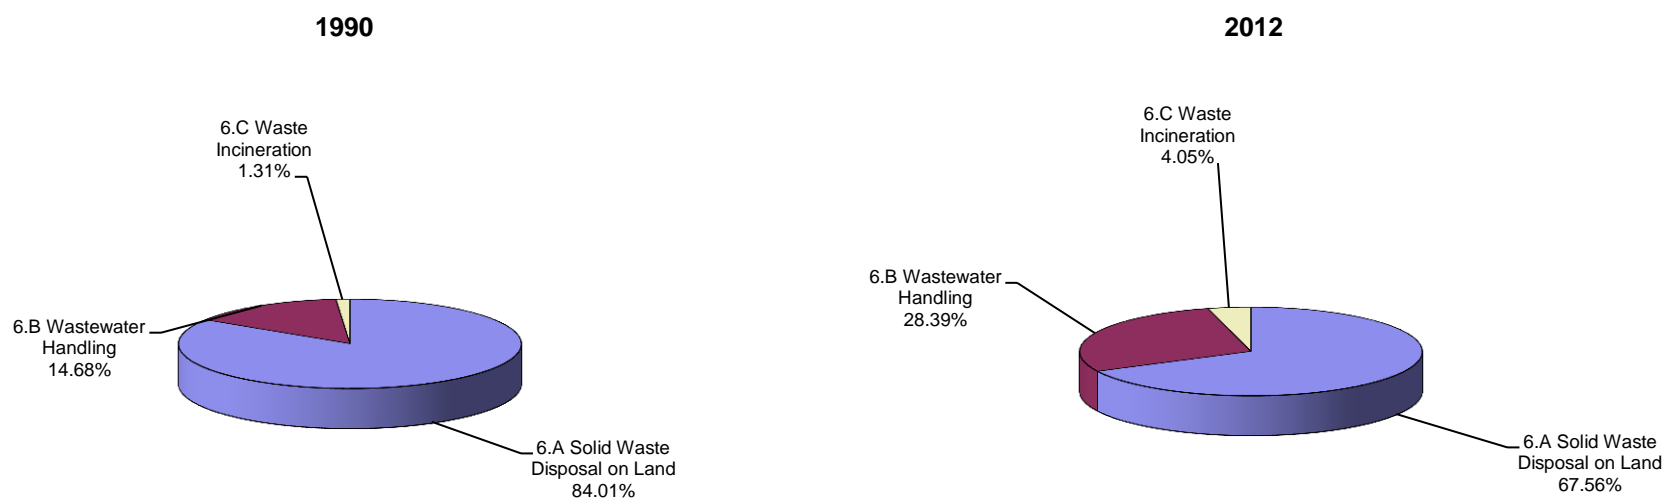 1990
6.C Waste
Incineration
1.31%
6.B Wastewater
Handling
14.68%
6.A Solid Waste
Disposal on Land
84.01%
2012
6.C Waste
Incineration
4.05%
6.B Wastewater
Handling
28.39%
6.A Solid Waste
Disposal on Land
67.56%